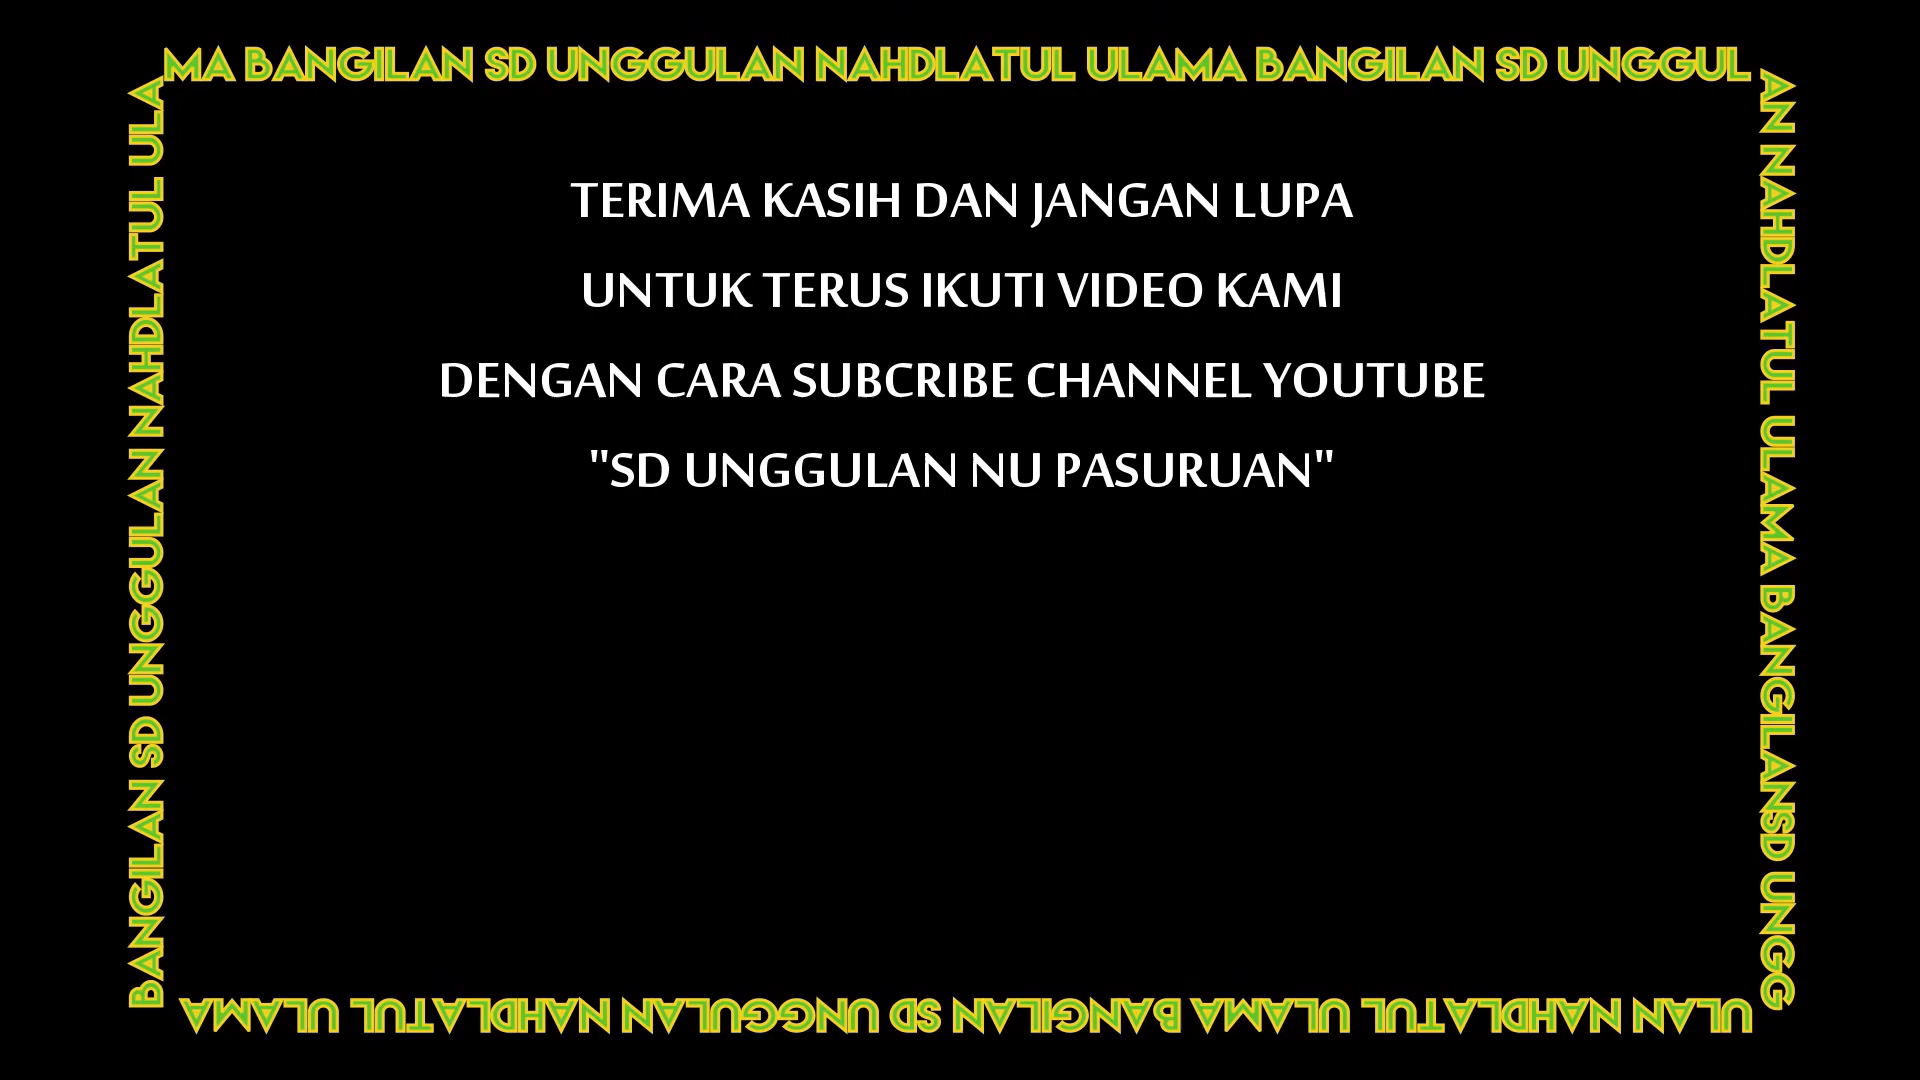 MA BANGILAN SD UNGGULAN NAHDLATUL ULAMA BANGILAN SD UNGGUL
AN NAHDLATUL ULAMA BANGILANSD UNGG
ULAN NAHDLATUL ULAMA BANGILAN SD UNGGULAN NAHDLATUL ULAMA
BANGILAN SD UNGGULAN NAHDLATUL ULA
TERIMA KASIH DAN JANGAN LUPA
UNTUK TERUS IKUTI VIDEO KAMI
DENGAN CARA SUBCRIBE CHANNEL YOUTUBE
"SD UNGGULAN NU PASURUAN"